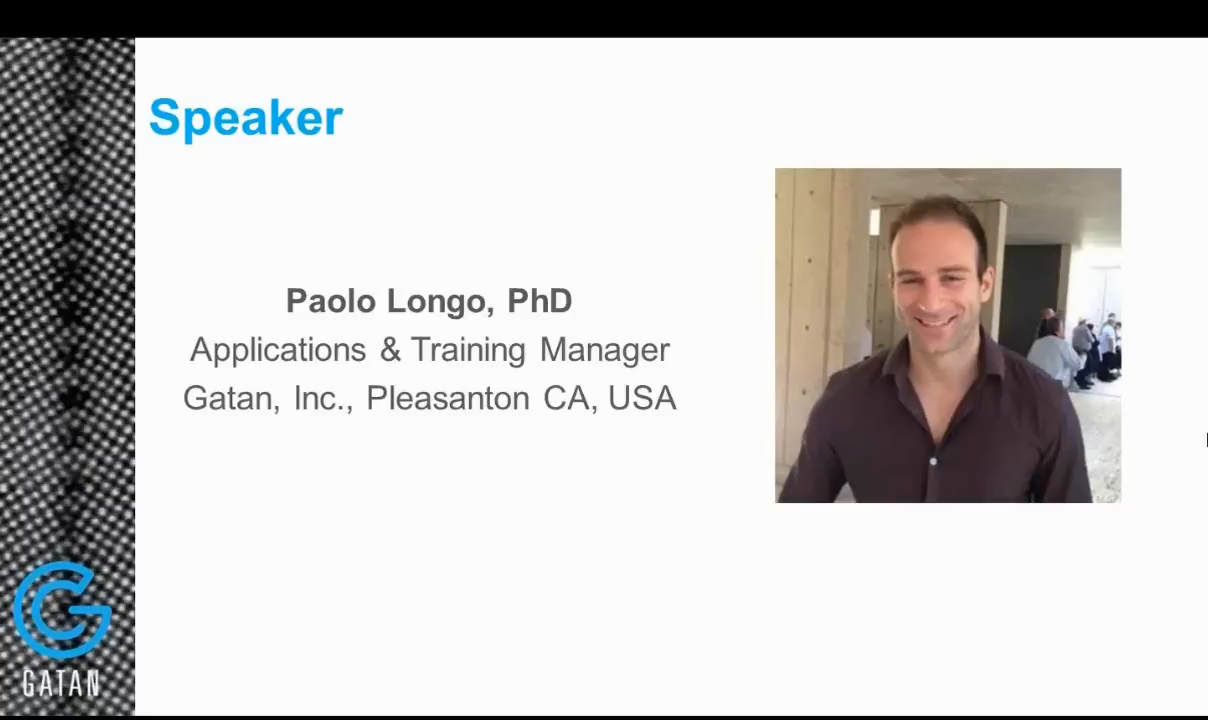 Speaker
Paolo Longo, PhD
Applications & Training Manager
Gatan, Inc., Pleasanton CA, USA
GATAN